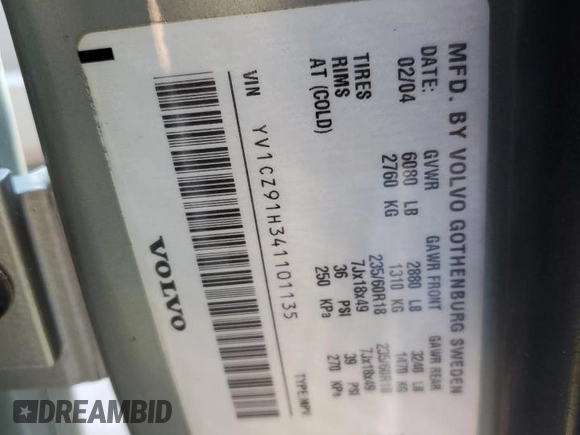 MFD. BY VOLVO GOTHENBURG SWEDEN
DATE: GVWR GAWR FRONT GAWR REAR
02/04 6080 LB 2880 LB 3240 LB
2760 KG 1310 KG 1470 KG
TIRES 235/60R18 235/60R18
RIMS 7Jx18x49 7Jx18x49
AT (COLD) 36 PSI 39 PSI
250 KPa 270 KPa
VIN YV1CZ91H341101135 TYPE:MPV
VOLVO
DREAMBID